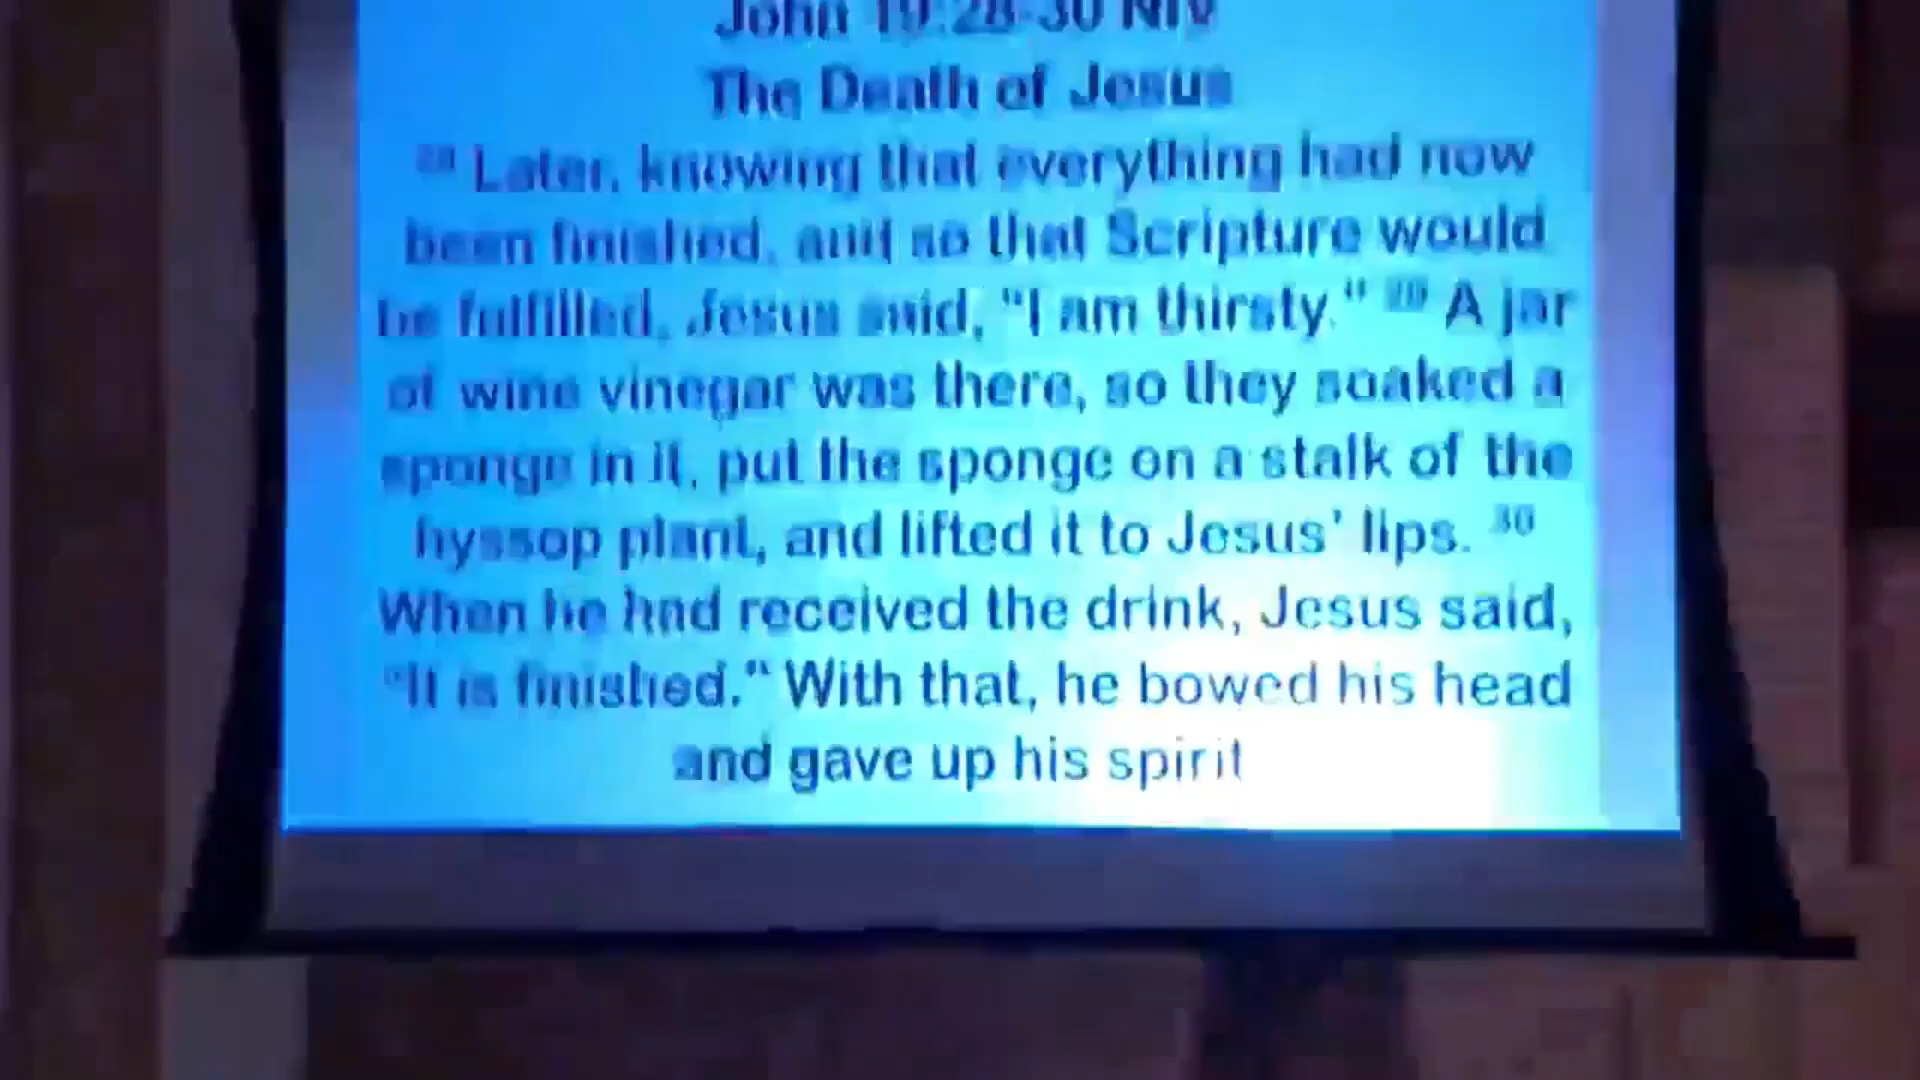 John 19:28-30 NIV
The Death of Jesus
28 Later, knowing that everything had now
been finished, and so that Scripture would
be fulfilled, Jesus said, "I am thirsty." 29 A jar
of wine vinegar was there, so they soaked a
sponge in it, put the sponge on a stalk of the
hyssop plant, and lifted it to Jesus' lips. 30
When he had received the drink, Jesus said,
"It is finished." With that, he bowed his head
and gave up his spirit